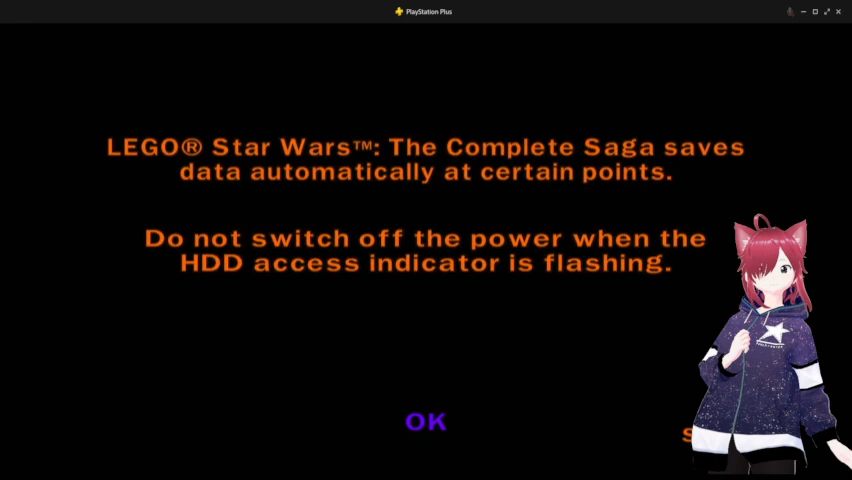 PlayStation Plus
LEGO® Star Wars™: The Complete Saga saves
data automatically at certain points.
Do not switch off the power when the
HDD access indicator is flashing.
OK